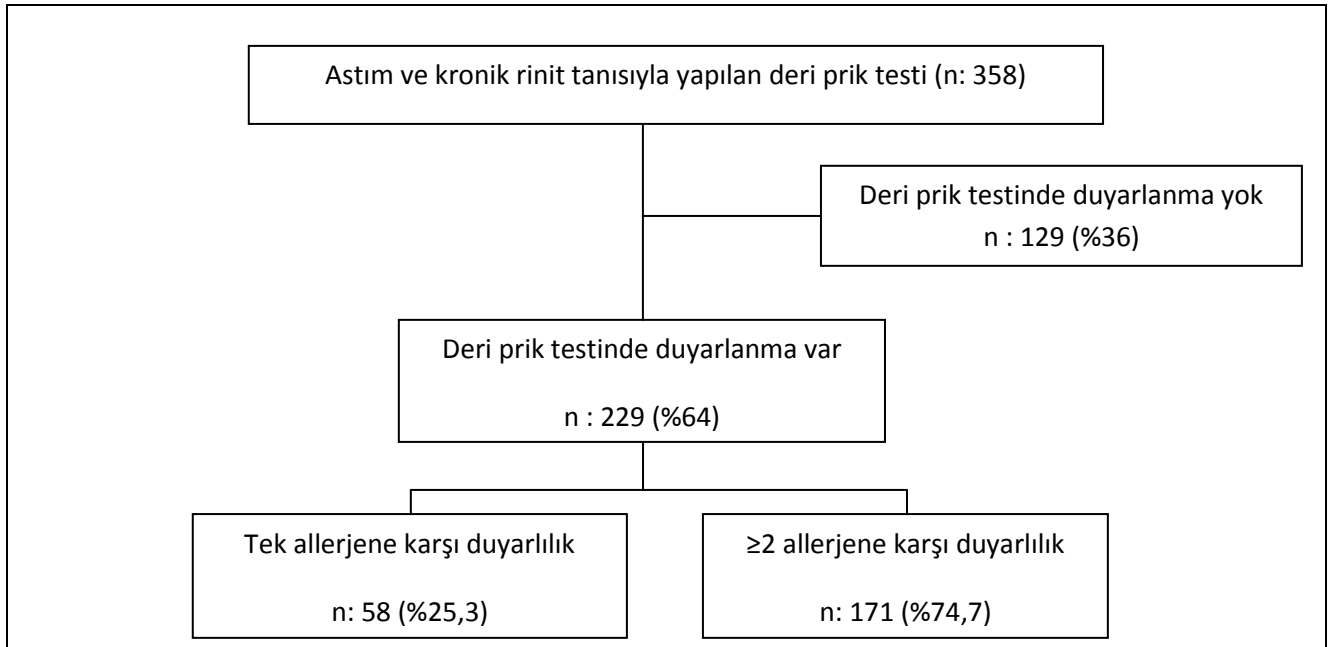 Astım ve kronik rinit tanısıyla yapılan deri prik testi (n: 358)
Deri prik testinde duyarlanma yok
n : 129 (%36)
Deri prik testinde duyarlanma var
n : 229 (%64)
Tek allerjene karşı duyarlılık
n: 58 (%25,3)
≥2 allerjene karşı duyarlılık
n: 171 (%74,7)